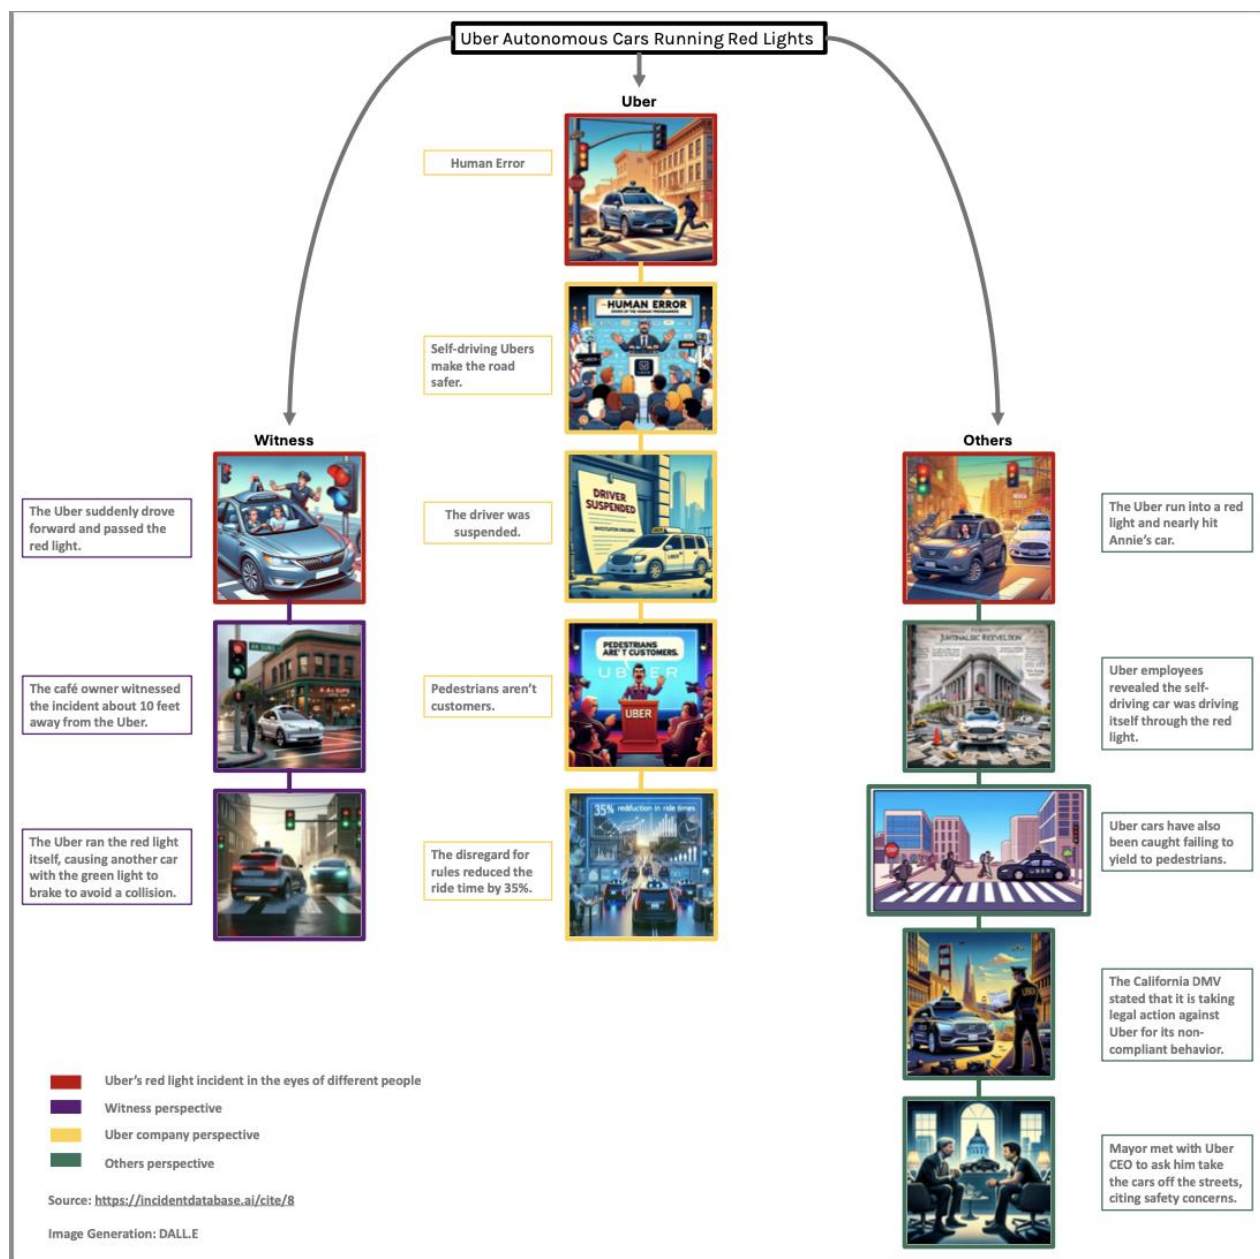 Uber Autonomous Cars Running Red Lights
Uber
Human Error
HUMAN ERROR
Self-driving Ubers
make the road
safer.
DRIVER
SUSPENDED
UBER
The driver was
suspended.
PEDESTRIANS
ARE'T CUSTOMERS.
UBER
UBER
Pedestrians aren't
customers.
35% redfuction in ride times
The disregard for
rules reduced the
ride time by 35%.
Witness
The Uber suddenly drove
forward and passed the
red light.
The café owner witnessed
the incident about 10 feet
away from the Uber.
The Uber ran the red light
itself, causing another car
with the green light to
brake to avoid a collision.
Others
The Uber run into a red
light and nearly hit
Annie's car.
Uber employees
revealed the self-
driving car was driving
itself through the red
light.
STOP
UBER
Uber cars have also
been caught failing to
yield to pedestrians.
UBER
The California DMV
stated that it is taking
legal action against
Uber for its non-
compliant behavior.
Mayor met with Uber
CEO to ask him take
the cars off the streets,
citing safety concerns.
Uber's red light incident in the eyes of different people
Witness perspective
Uber company perspective
Others perspective
Source: https://incidentdatabase.ai/cite/8
Image Generation: DALL.E